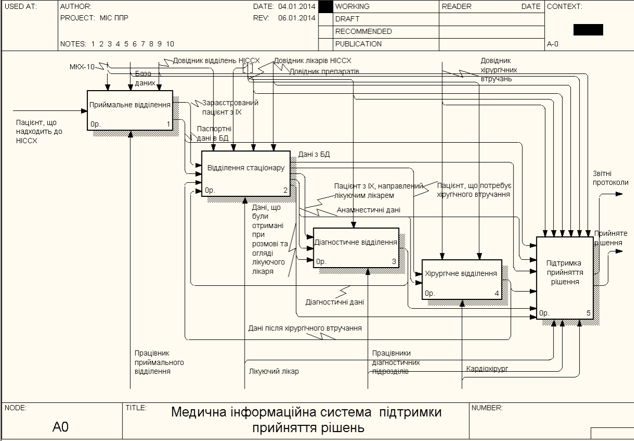 USED AT:
AUTHOR:
DATE: 04.01.2014
WORKING
READER
DATE
CONTEXT:
PROJECT: МІС ППР
REV: 06.01.2014
DRAFT
RECOMMENDED
NOTES: 1 2 3 4 5 6 7 8 9 10
PUBLICATION
A-0
МКХ-10
База
даних
Довідник відділень НІССХ
Довідник лікарів НІССХ
Довідник препаратів
Довідник
хірургічних
втручань
Пацієнт, що
надходить до
НІССХ
Приймальне відділення
0р.
1
Зараєстрований
пацієнт з ІХ
Паспортні
дані в БД
Відділення стаціонару
0р.
2
Дані з БД
Пацієнт з ІХ, направлений
лікуючим лікарем
Пацієнт, що потребує
хіругічного втручання
Анамнестичні дані
Дані, що
були
отримані
при
розмові та
огляді
лікуючого
лікаря
Діагностичне відділення
0р.
3
Хірургічне відділення
0р.
4
Підтримка
прийняття
рішення
0р.
5
Звітні
протоколи
Прийняте
рішення
Діагностичні дані
Дані після хірургічного втручання
Працівник
приймального
відділення
Лікуючий лікар
Працівники
діагностичних
підрозділів
Кардіохірург
NODE:
TITLE:
NUMBER:
A0
Медична інформаційна система підтримки
прийняття рішень